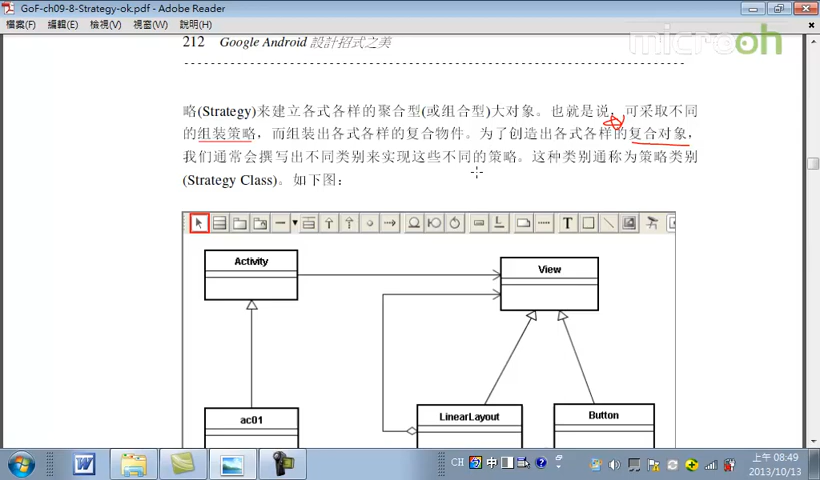 GoF-ch09-8-Strategy-ok.pdf - Adobe Reader
檔案(F) 編輯(E) 檢視(V) 視窗(W) 說明(H)
microoh
212 Google Android 設計招式之美
略(Strategy)来建立各式各样的聚合型(或组合型)大对象。也就是说，可采取不同
的组装策略，而组装出各式各样的复合物件。为了创造出各式各样的复合对象，
我们通常会撰写出不同类别来实现这些不同的策略。这种类别通称为策略类别
(Strategy Class)。如下图：
T
Activity
View
ac01
LinearLayout
Button
CH 中
上午 08:49
2013/10/13